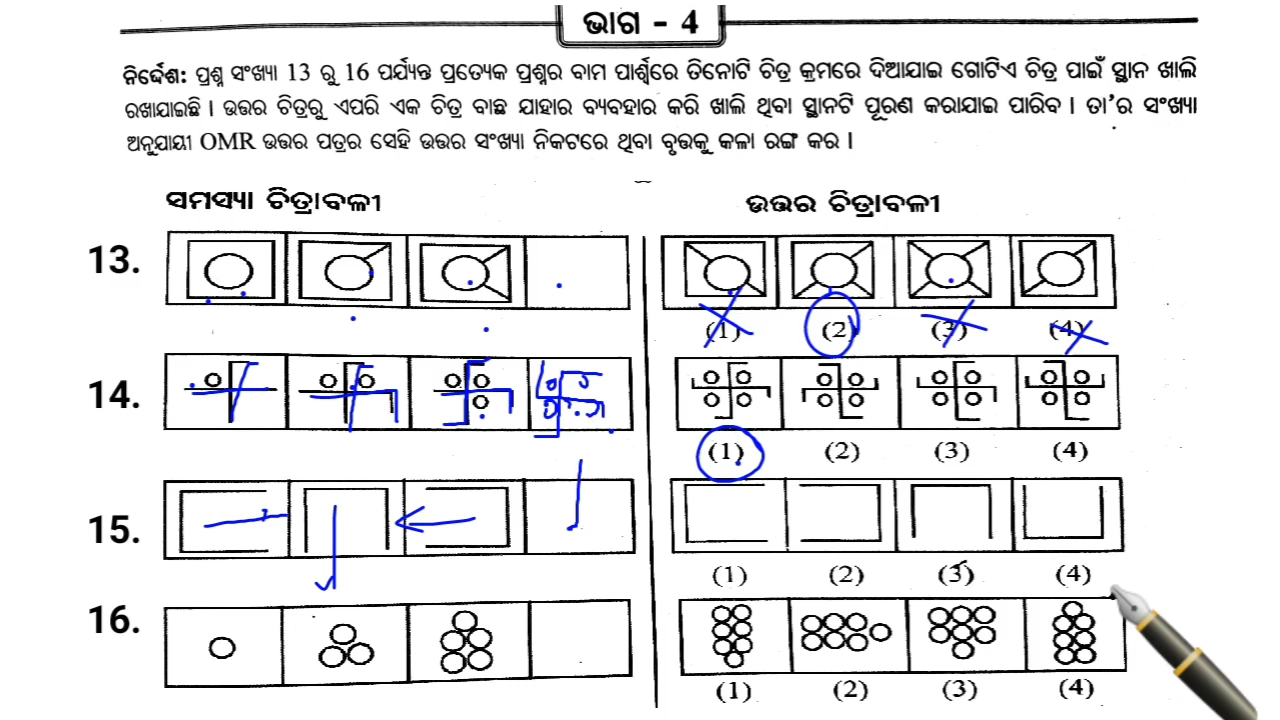 ଭାଗ - 4
ନିର୍ଦ୍ଦେଶ: ପ୍ରଶ୍ନ ସଂଖ୍ୟା 13 ରୁ 16 ପର୍ଯ୍ୟନ୍ତ ପ୍ରତ୍ୟେକ ପ୍ରଶ୍ନର ବାମ ପାର୍ଶ୍ୱରେ ତିନୋଟି ଚିତ୍ର କ୍ରମରେ ଦିଆଯାଇ ଗୋଟିଏ ଚିତ୍ର ପାଇଁ ସ୍ଥାନ ଖାଲି
ରଖାଯାଇଛି । ଉତ୍ତର ଚିତ୍ରରୁ ଏପରି ଏକ ଚିତ୍ର ବାଛ ଯାହାର ବ୍ୟବହାର କରି ଖାଲି ଥିବା ସ୍ଥାନଟି ପୂରଣ କରାଯାଇ ପାରିବ । ତା'ର ସଂଖ୍ୟା
ଅନୁଯାୟୀ OMR ଉତ୍ତର ପତ୍ରର ସେହି ଉତ୍ତର ସଂଖ୍ୟା ନିକଟରେ ଥିବା ବୃତ୍ତକୁ କଳା ରଙ୍ଗ କର ।
ସମସ୍ୟା ଚିତ୍ରାବଳୀ ଉତ୍ତର ଚିତ୍ରାବଳୀ
13.
(1) (2) (3) (4)
14.
(1) (2) (3) (4)
15.
(1) (2) (3) (4)
16.
(1) (2) (3) (4)